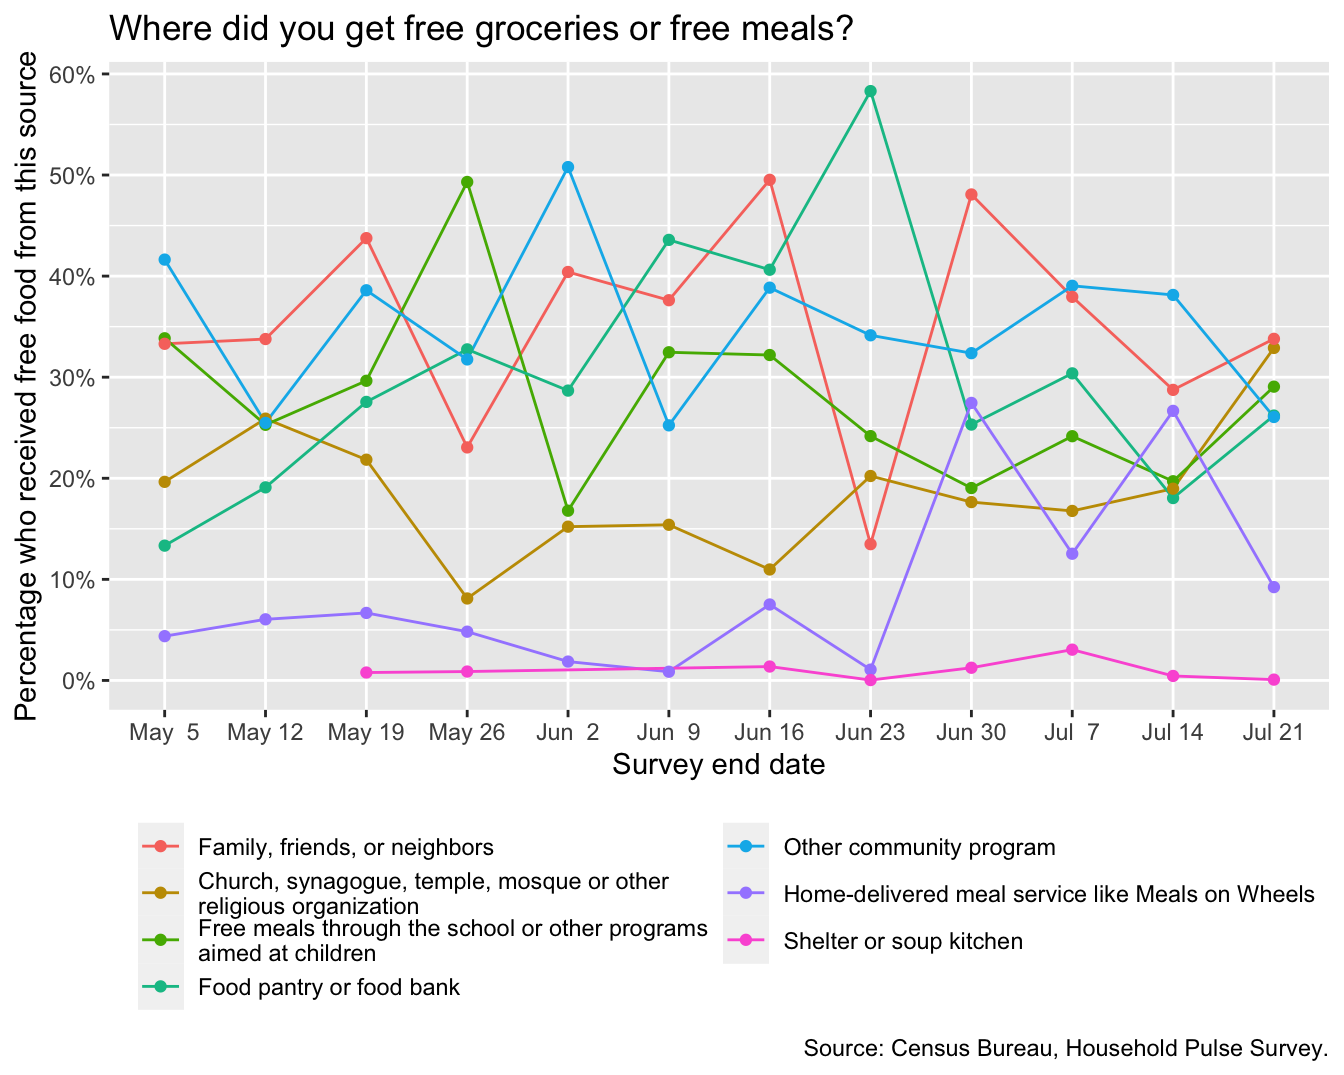 Where did you get free groceries or free meals?
Percentage who received free food from this source
60%
50%
40%
30%
20%
10%
0%
May 5 May 12 May 19 May 26 Jun 2 Jun 9 Jun 16 Jun 23 Jun 30 Jul 7 Jul 14 Jul 21
Survey end date
Family, friends, or neighbors
Church, synagogue, temple, mosque or other
religious organization
Free meals through the school or other programs
aimed at children
Food pantry or food bank
Other community program
Home-delivered meal service like Meals on Wheels
Shelter or soup kitchen
Source: Census Bureau, Household Pulse Survey.